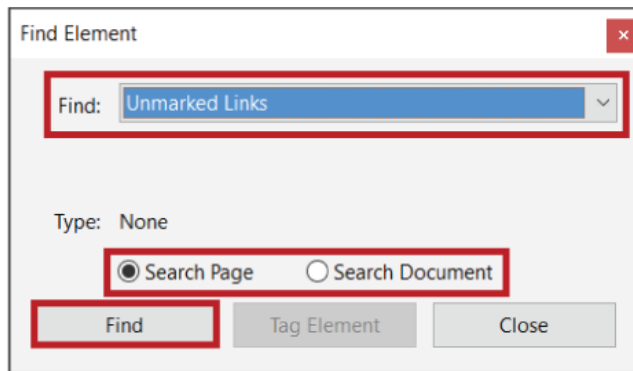 Find Element
Find: Unmarked Links
Type: None
Search Page Search Document
Find Tag Element Close